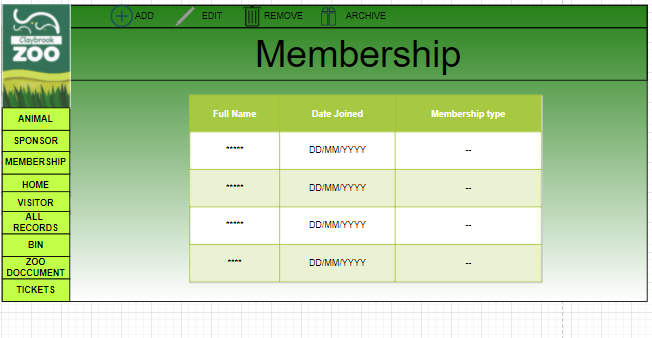 Claybrook
ZOO
ADD EDIT REMOVE ARCHIVE
Membership
ANIMAL
SPONSOR
MEMBERSHIP
HOME
VISITOR
ALL
RECORDS
BIN
ZOO
DOCCUMENT
TICKETS
Full Name Date Joined Membership type
***** DD/MM/YYYY --
***** DD/MM/YYYY --
***** DD/MM/YYYY --
**** DD/MM/YYYY --